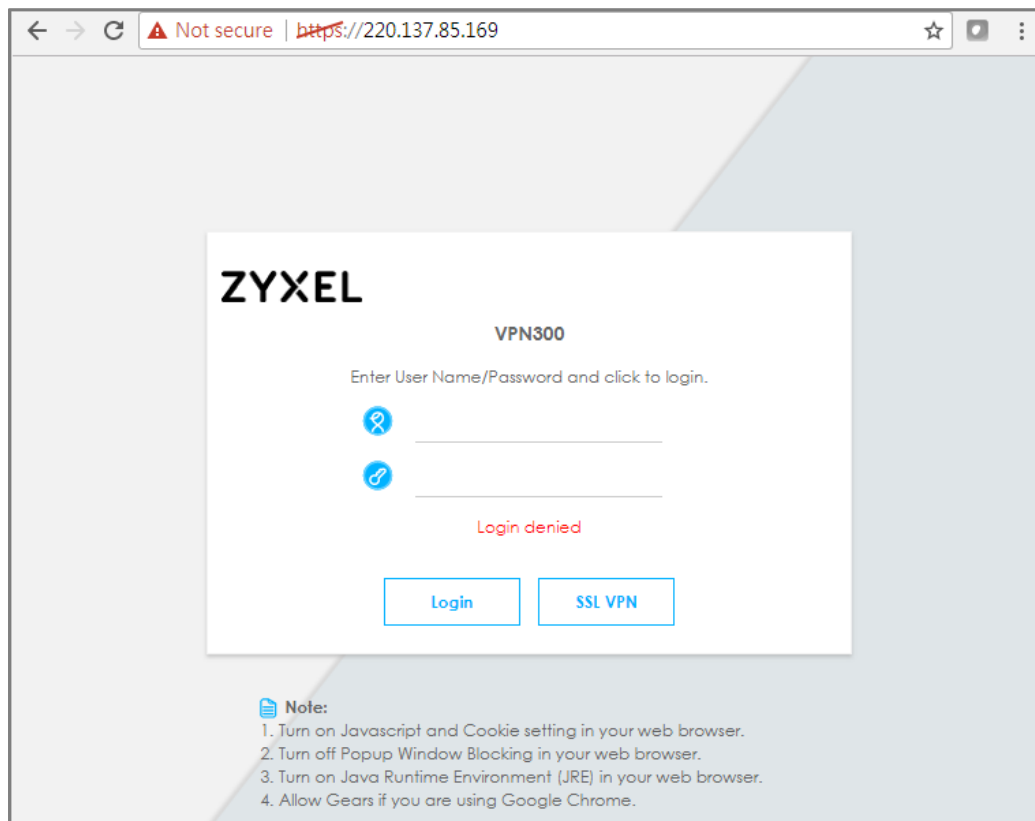 Not secure | https://220.137.85.169
ZYXEL
VPN300
Enter User Name/Password and click to login.
Login denied
Login
SSL VPN
Note:
1. Turn on Javascript and Cookie setting in your web browser.
2. Turn off Popup Window Blocking in your web browser.
3. Turn on Java Runtime Environment (JRE) in your web browser.
4. Allow Gears if you are using Google Chrome.